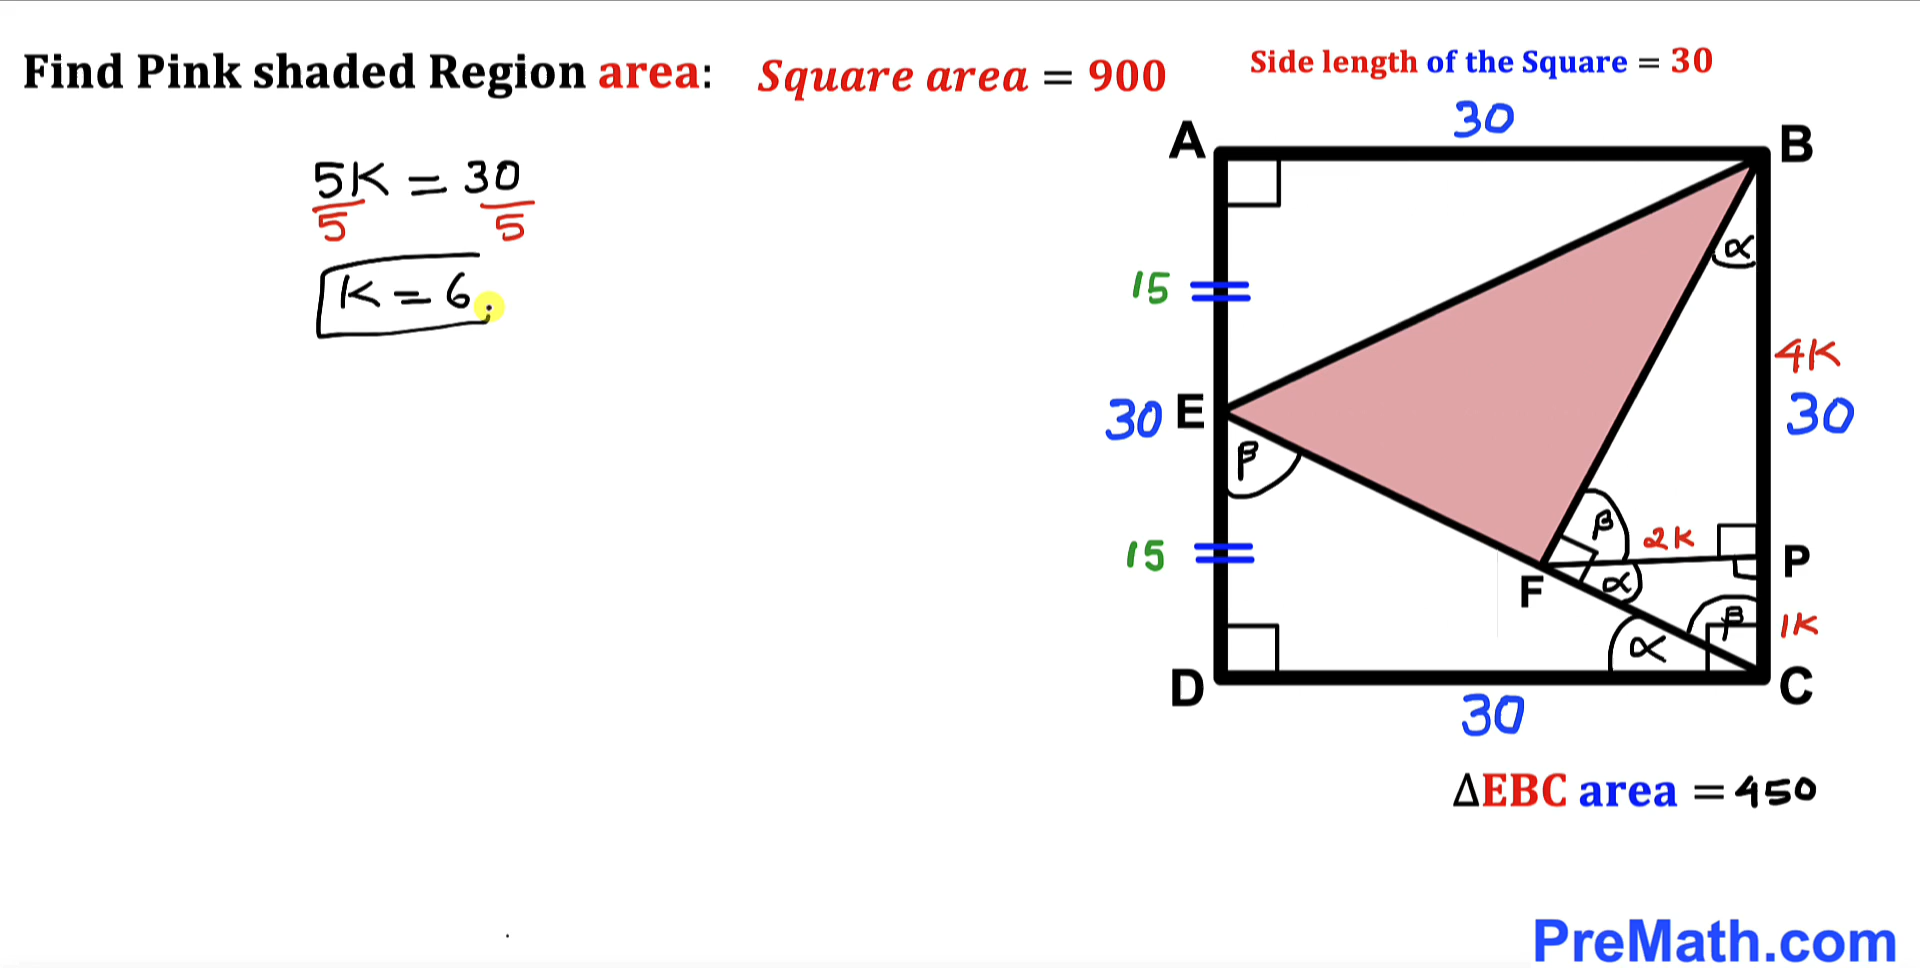 Find Pink shaded Region area: Square area = 900
Side length of the Square = 30
5K = 30
5 5
K = 6
30
A
B
α
15
4K
30 E
30
β
β
2K
15
P
F
α
β
1K
α
D
C
30
ΔEBC area = 450
PreMath.com